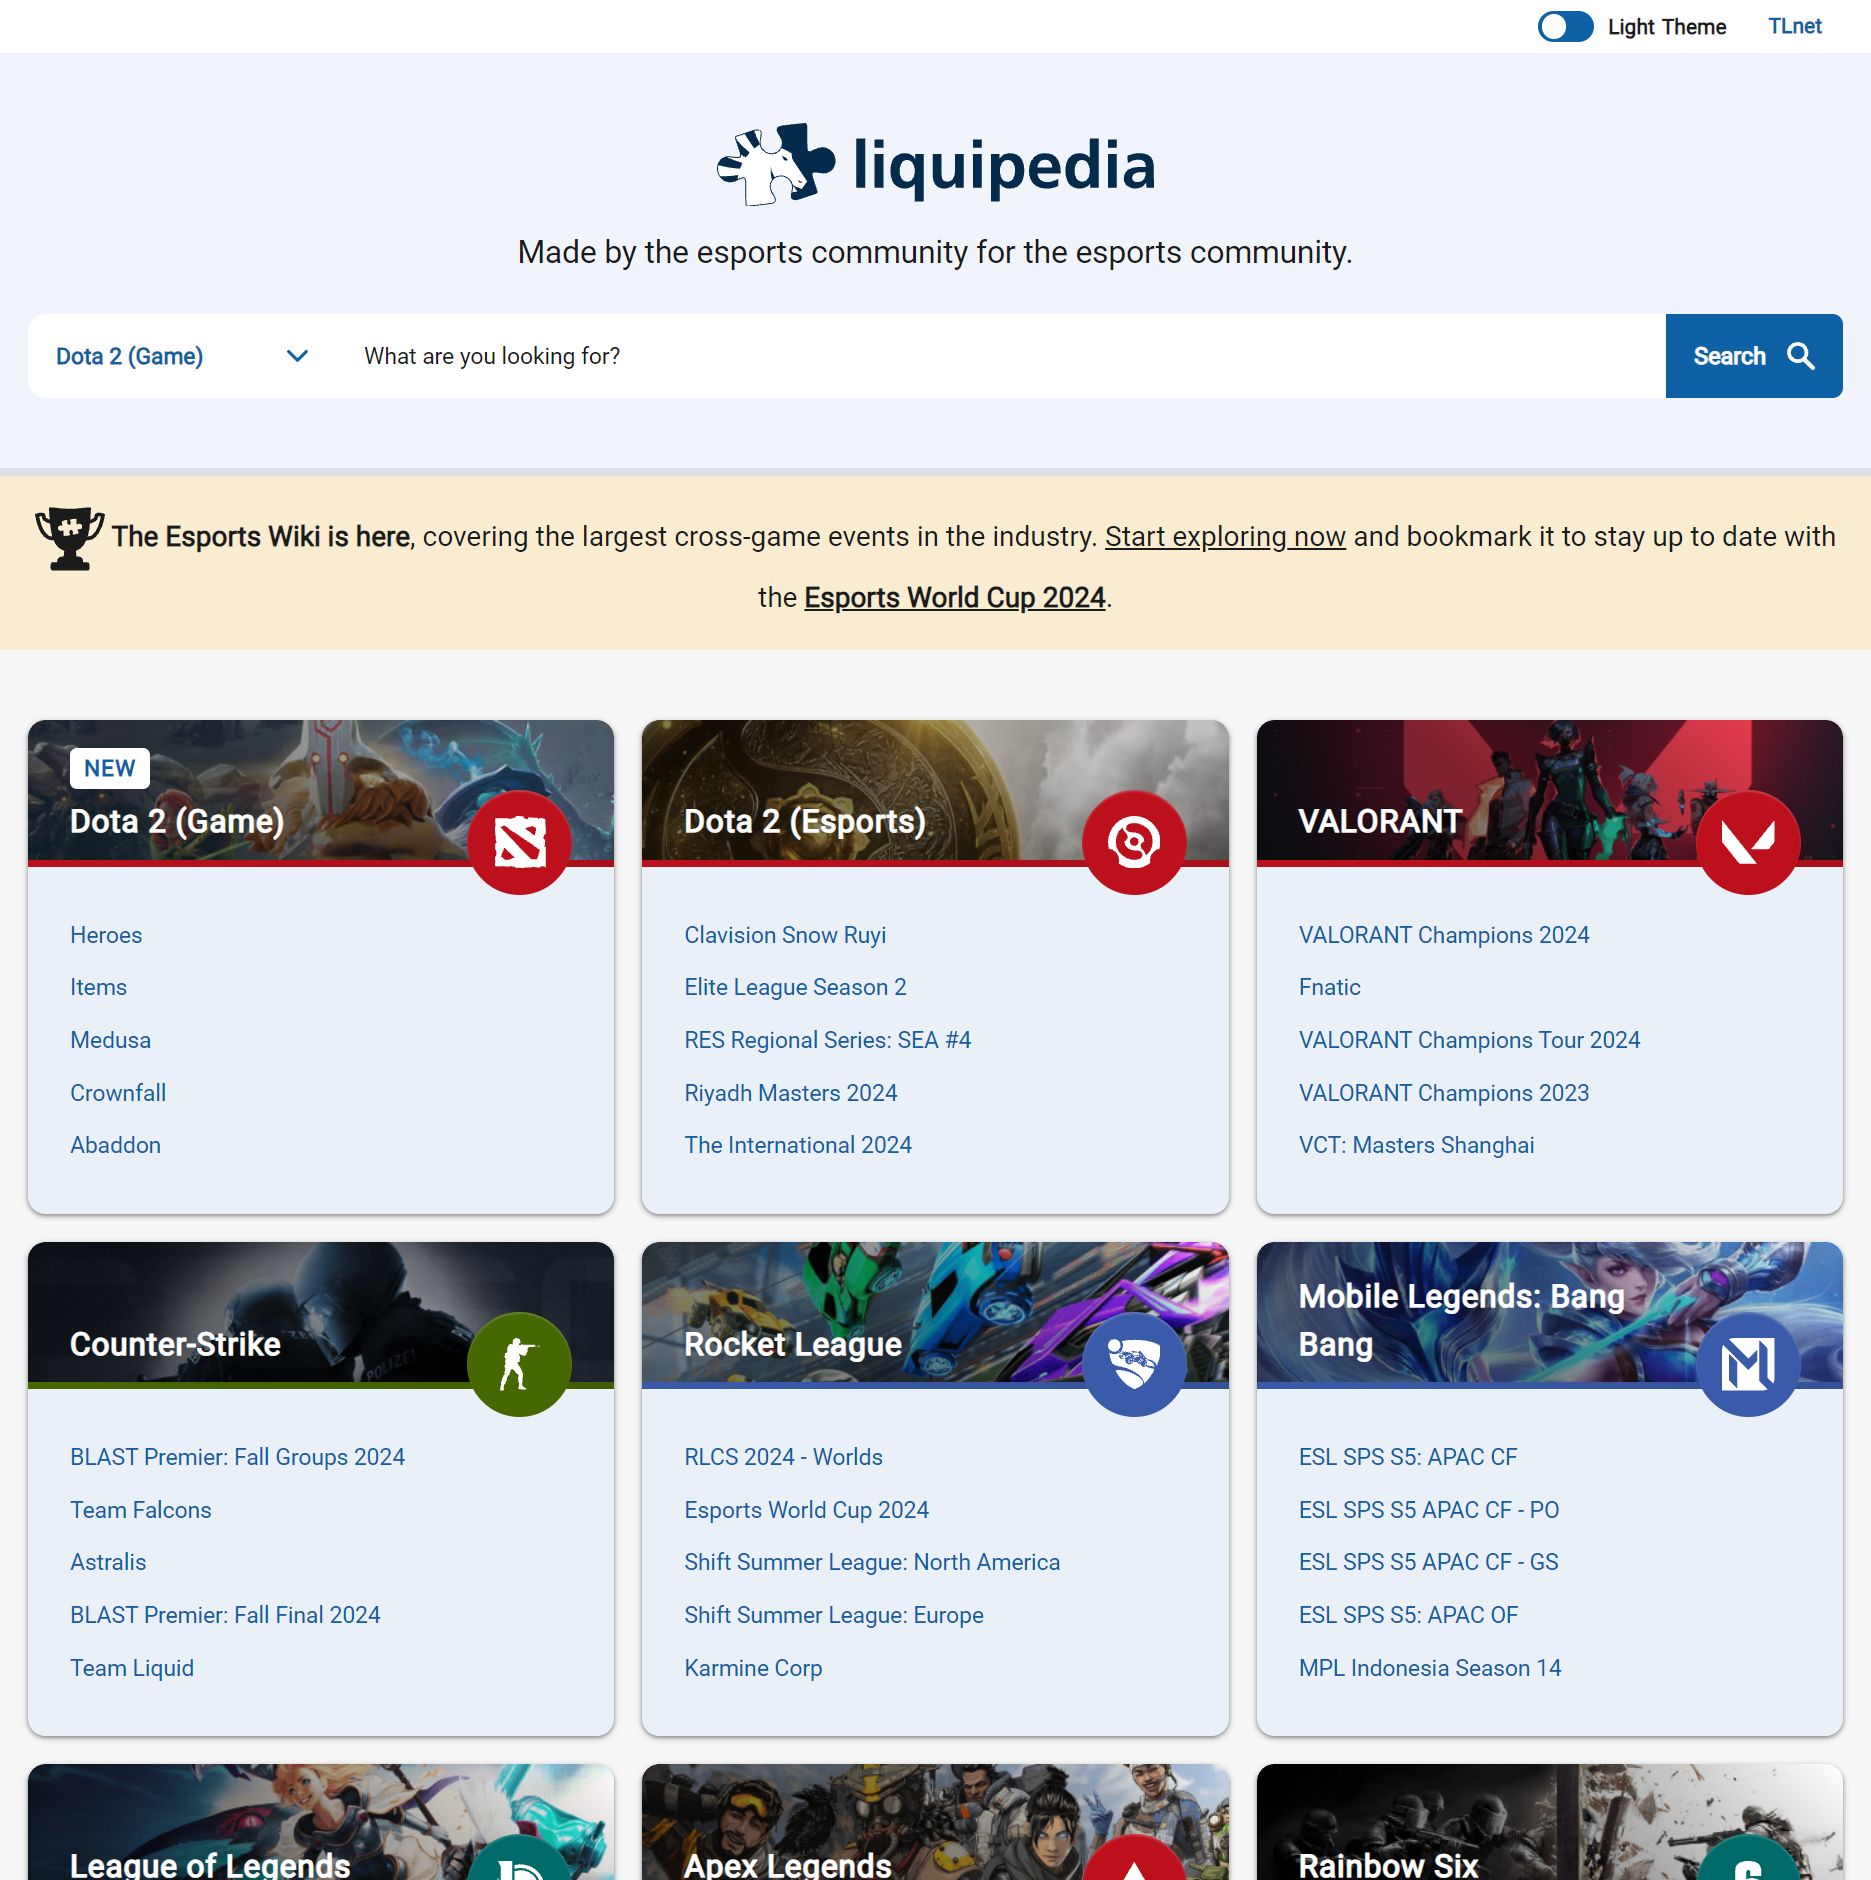 Light Theme
TLnet
liquipedia
Made by the esports community for the esports community.
Dota 2 (Game)
What are you looking for?
Search
The Esports Wiki is here, covering the largest cross-game events in the industry. Start exploring now and bookmark it to stay up to date with
the Esports World Cup 2024.
NEW
Dota 2 (Game)
Heroes
Items
Medusa
Crownfall
Abaddon
Dota 2 (Esports)
Clavision Snow Ruyi
Elite League Season 2
RES Regional Series: SEA #4
Riyadh Masters 2024
The International 2024
VALORANT
VALORANT Champions 2024
Fnatic
VALORANT Champions Tour 2024
VALORANT Champions 2023
VCT: Masters Shanghai
Counter-Strike
POLIZEI
BLAST Premier: Fall Groups 2024
Team Falcons
Astralis
BLAST Premier: Fall Final 2024
Team Liquid
Rocket League
RLCS 2024 - Worlds
Esports World Cup 2024
Shift Summer League: North America
Shift Summer League: Europe
Karmine Corp
Mobile Legends: Bang
Bang
ESL SPS S5: APAC CF
ESL SPS S5 APAC CF - PO
ESL SPS S5 APAC CF - GS
ESL SPS S5: APAC OF
MPL Indonesia Season 14
League of Legends
Apex Legends
Rainbow Six